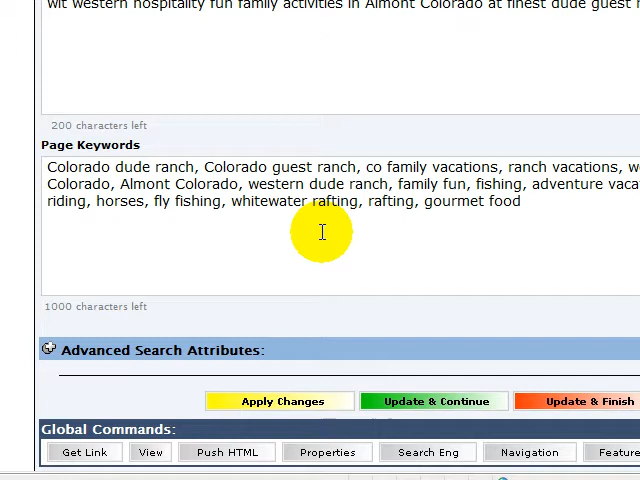 wit western hospitality fun family activities in Almont Colorado at finest dude guest
200 characters left
Page Keywords
Colorado dude ranch, Colorado guest ranch, co family vacations, ranch vacations,
Colorado, Almont Colorado, western dude ranch, family fun, fishing, adventure
riding, horses, fly fishing, whitewater rafting, rafting, gourmet food
1000 characters left
Advanced Search Attributes:
Apply Changes Update & Continue Update & Finish
Global Commands:
Get Link View Push HTML Properties Search Eng Navigation Feature